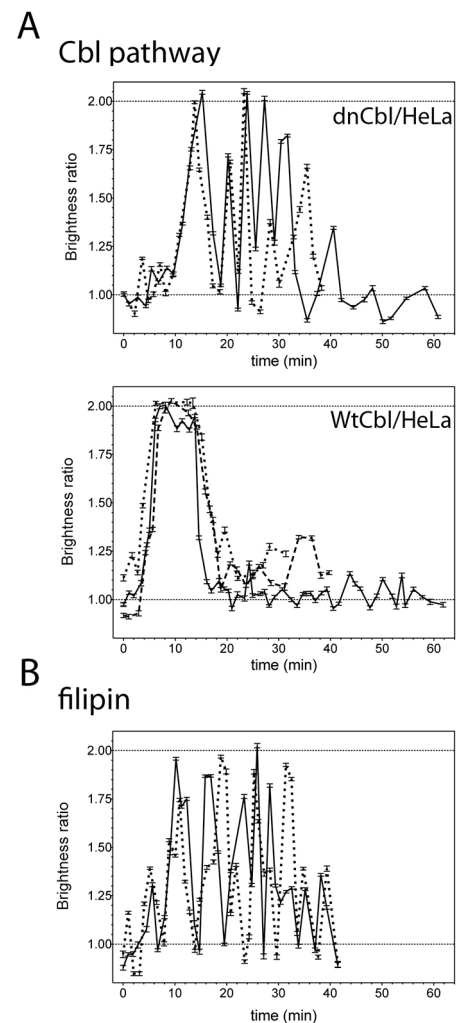 A
Cbl pathway
dnCbl/HeLa
2.00
1.75
1.50
1.25
1.00
Brightness ratio
0 10 20 30 40 50 60
time (min)
WtCbl/HeLa
2.00
1.75
1.50
1.25
1.00
Brightness ratio
0 10 20 30 40 50 60
time (min)
B
filipin
2.00
1.75
1.50
1.25
1.00
Brightness ratio
0 10 20 30 40 50 60
time (min)